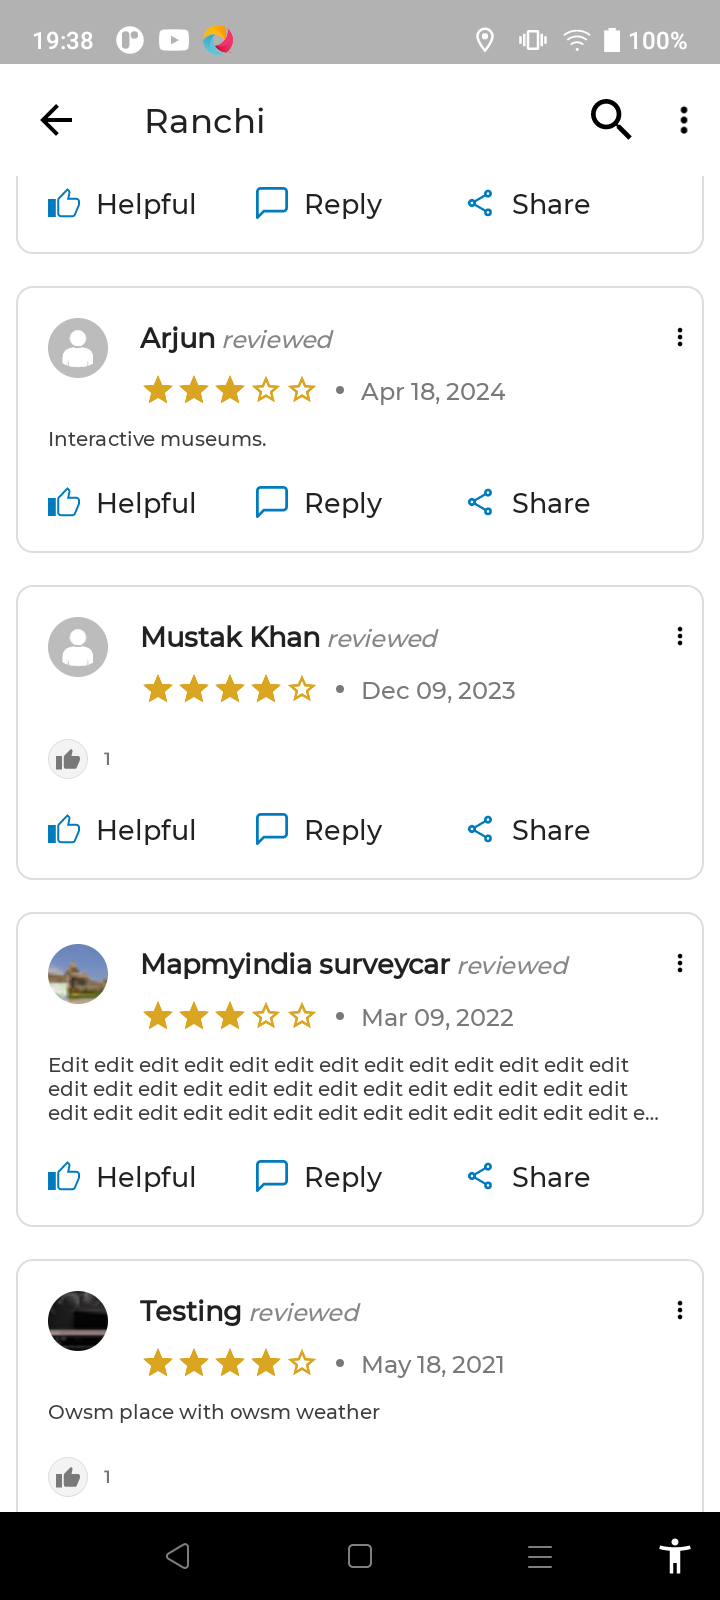 19:38 100%
Ranchi
Helpful Reply Share
Arjun reviewed
Apr 18, 2024
Interactive museums.
Helpful Reply Share
Mustak Khan reviewed
Dec 09, 2023
1
Helpful Reply Share
Mapmyindia surveycar reviewed
Mar 09, 2022
Edit edit edit edit edit edit edit edit edit edit edit edit edit
edit edit edit edit edit edit edit edit edit edit edit edit edit
edit edit edit edit edit edit edit edit edit edit edit edit edit e...
Helpful Reply Share
Testing reviewed
May 18, 2021
Owsm place with owsm weather
1